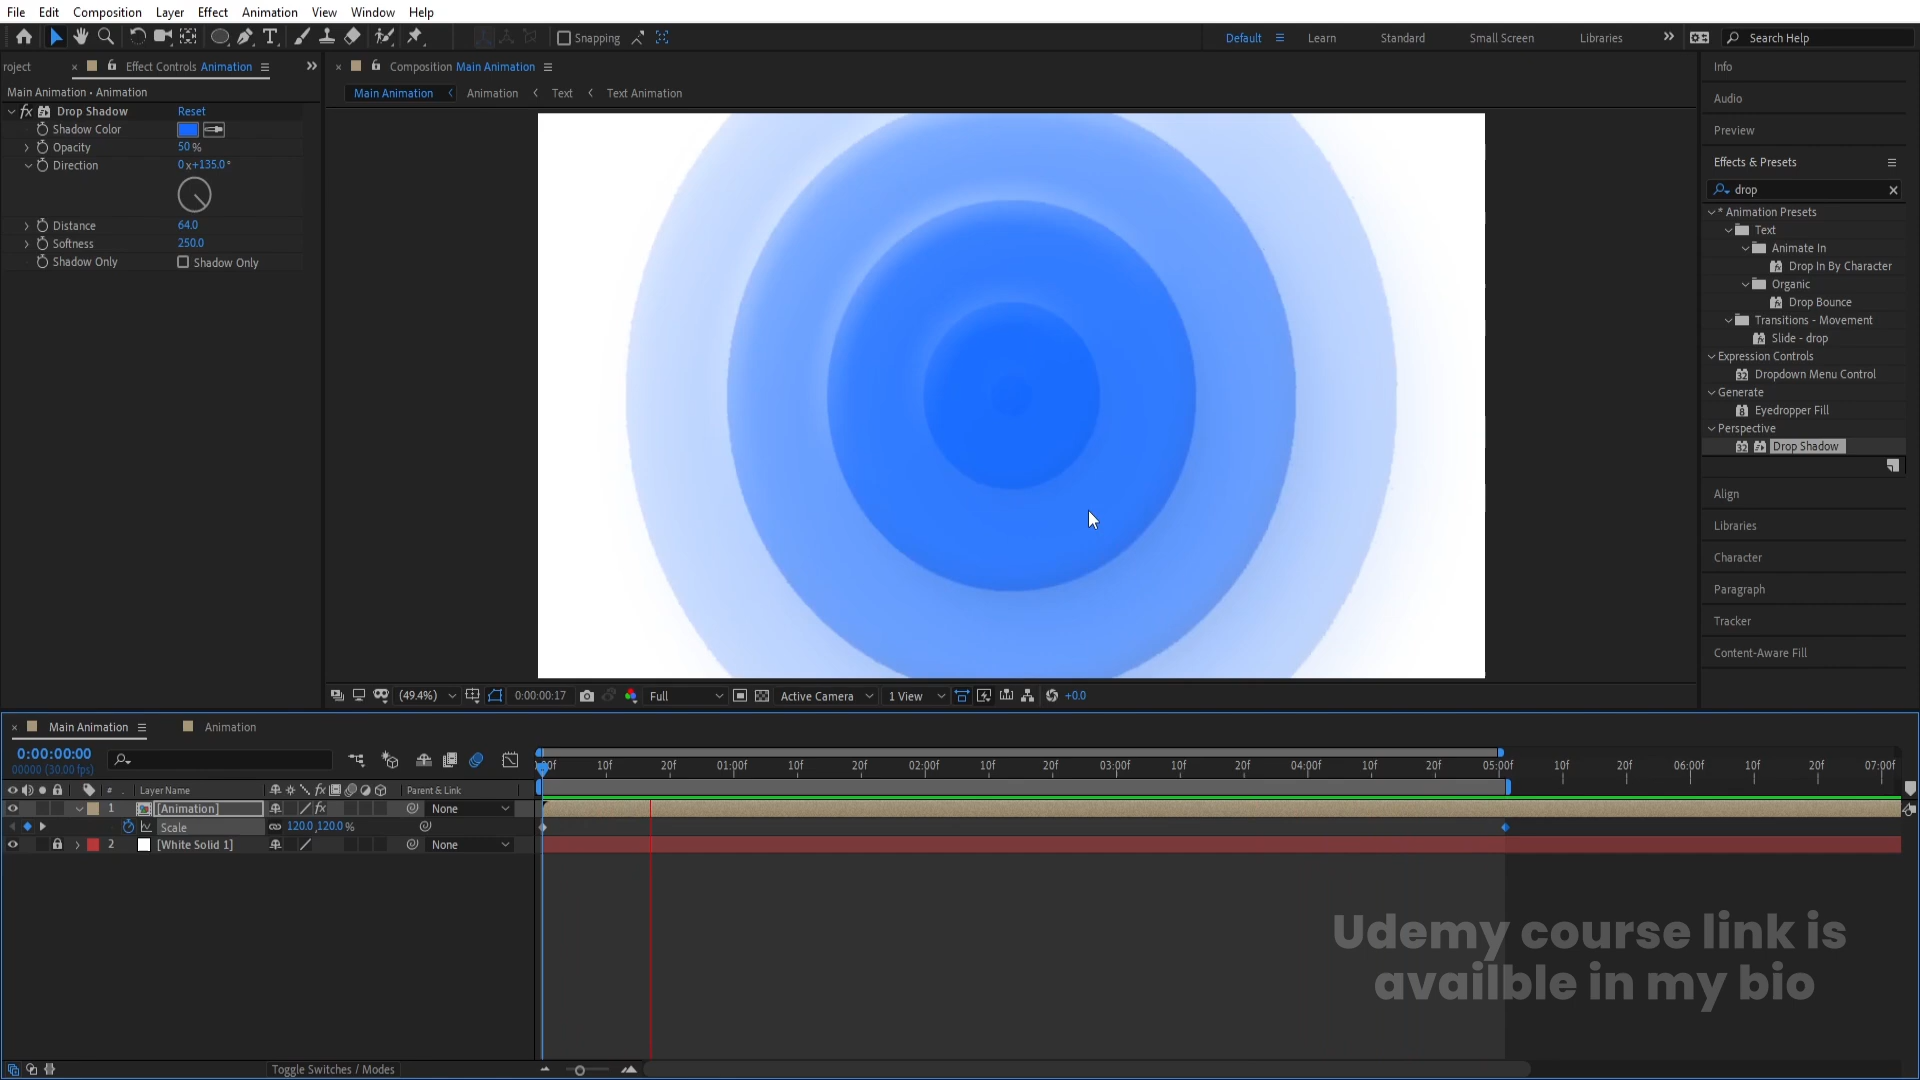 File Edit Composition Layer Effect Animation View Window Help
Snapping
Default Learn Standard Small Screen Libraries Search Help
roject Effect Controls Animation
Composition Main Animation
Main Animation Animation Text Text Animation
Main Animation • Animation
fx Drop Shadow Reset
Shadow Color
Opacity 50 %
Direction 0 x+135.0°
Distance 64.0
Softness 250.0
Shadow Only Shadow Only
Info
Audio
Preview
Effects & Presets
drop
* Animation Presets
Text
Animate In
Drop In By Character
Organic
Drop Bounce
Transitions - Movement
Slide - drop
Expression Controls
Dropdown Menu Control
Generate
Eyedropper Fill
Perspective
Drop Shadow
Align
Libraries
Character
Paragraph
Tracker
Content-Aware Fill
(49.4%) 0:00:00:17 Full Active Camera 1 View +0.0
Main Animation Animation
0:00:00:00
00000 (30.00 fps)
:00f 10f 20f 01:00f 10f 20f 02:00f 10f 20f 03:00f 10f 20f 04:00f 10f 20f 05:00f 10f 20f 06:00f 10f 20f 07:00f
# Layer Name fx Parent & Link
1 [Animation] fx None
Scale 120.0,120.0 %
2 [White Solid 1] None
Udemy course link is
availble in my bio
Toggle Switches / Modes